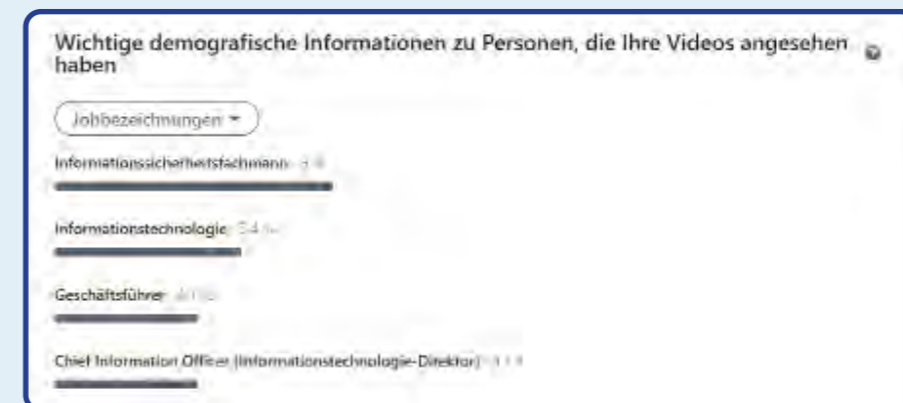 Wichtige demografische Informationen zu Personen, die Ihre Videos angesehen
haben
Jobbezeichnungen
Informationssicherheitsfachmann
Informationstechnologie
Geschäftsführer
Chief Information Officer (Informationstechnologie-Direktor)